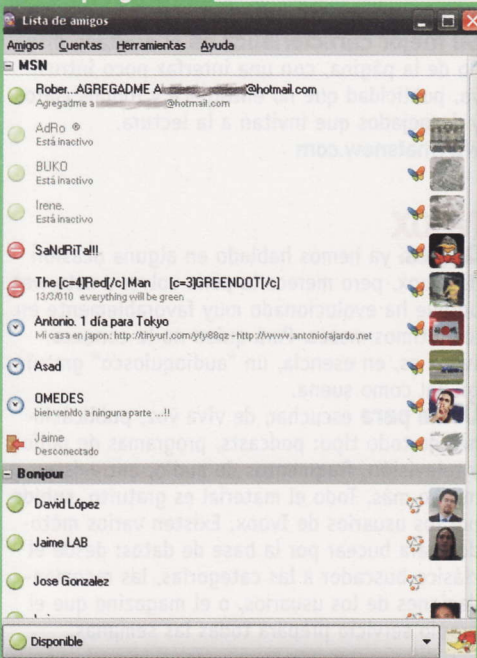 Lista de amigos
Amigos Cuentas Herramientas Ayuda
MSN
Rober...AGREGADME A @hotmail.com
Agregadme a @hotmail.com
AdRo ®
Está inactivo
BUKO
Está inactivo
Irene.
Está inactivo
SaNdRiTa!!!
The [c=4]Red[/c] Man [c=3]GREENDOT[/c]
13/3/010 everything will be green
Antonio. 1 día para Tokyo
Mi casa en japon: http://tinyurl.com/yfy88qz - http://www.antoniofajardo.net
Asad
OMEDES
bienvenido a ninguna parte ...!!
Jaime
Desconectado
Bonjour
David López
Jaime LAB
Jose Gonzalez
Disponible